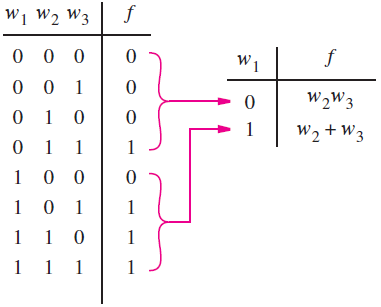 w₁ w₂ w₃ f
0 0 0 0
0 0 1 0
0 1 0 0
0 1 1 1
1 0 0 0
1 0 1 1
1 1 0 1
1 1 1 1
w₁ f
0 w₂w₃
1 w₂ + w₃